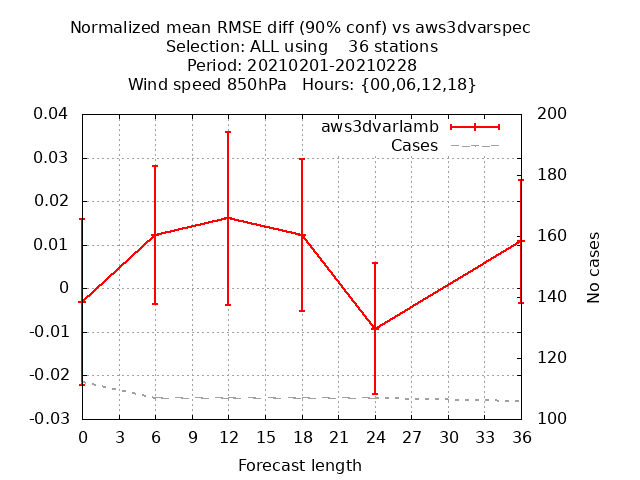 Normalized mean RMSE diff (90% conf) vs aws3dvarspec
Selection: ALL using    36 stations
Period: 20210201-20210228
Wind speed 850hPa   Hours: {00,06,12,18}
aws3dvarlamb
Cases
0.04
0.03
0.02
0.01
0
-0.01
-0.02
-0.03
200
180
160
140
120
100
No cases
0 3 6 9 12 15 18 21 24 27 30 33 36
Forecast length